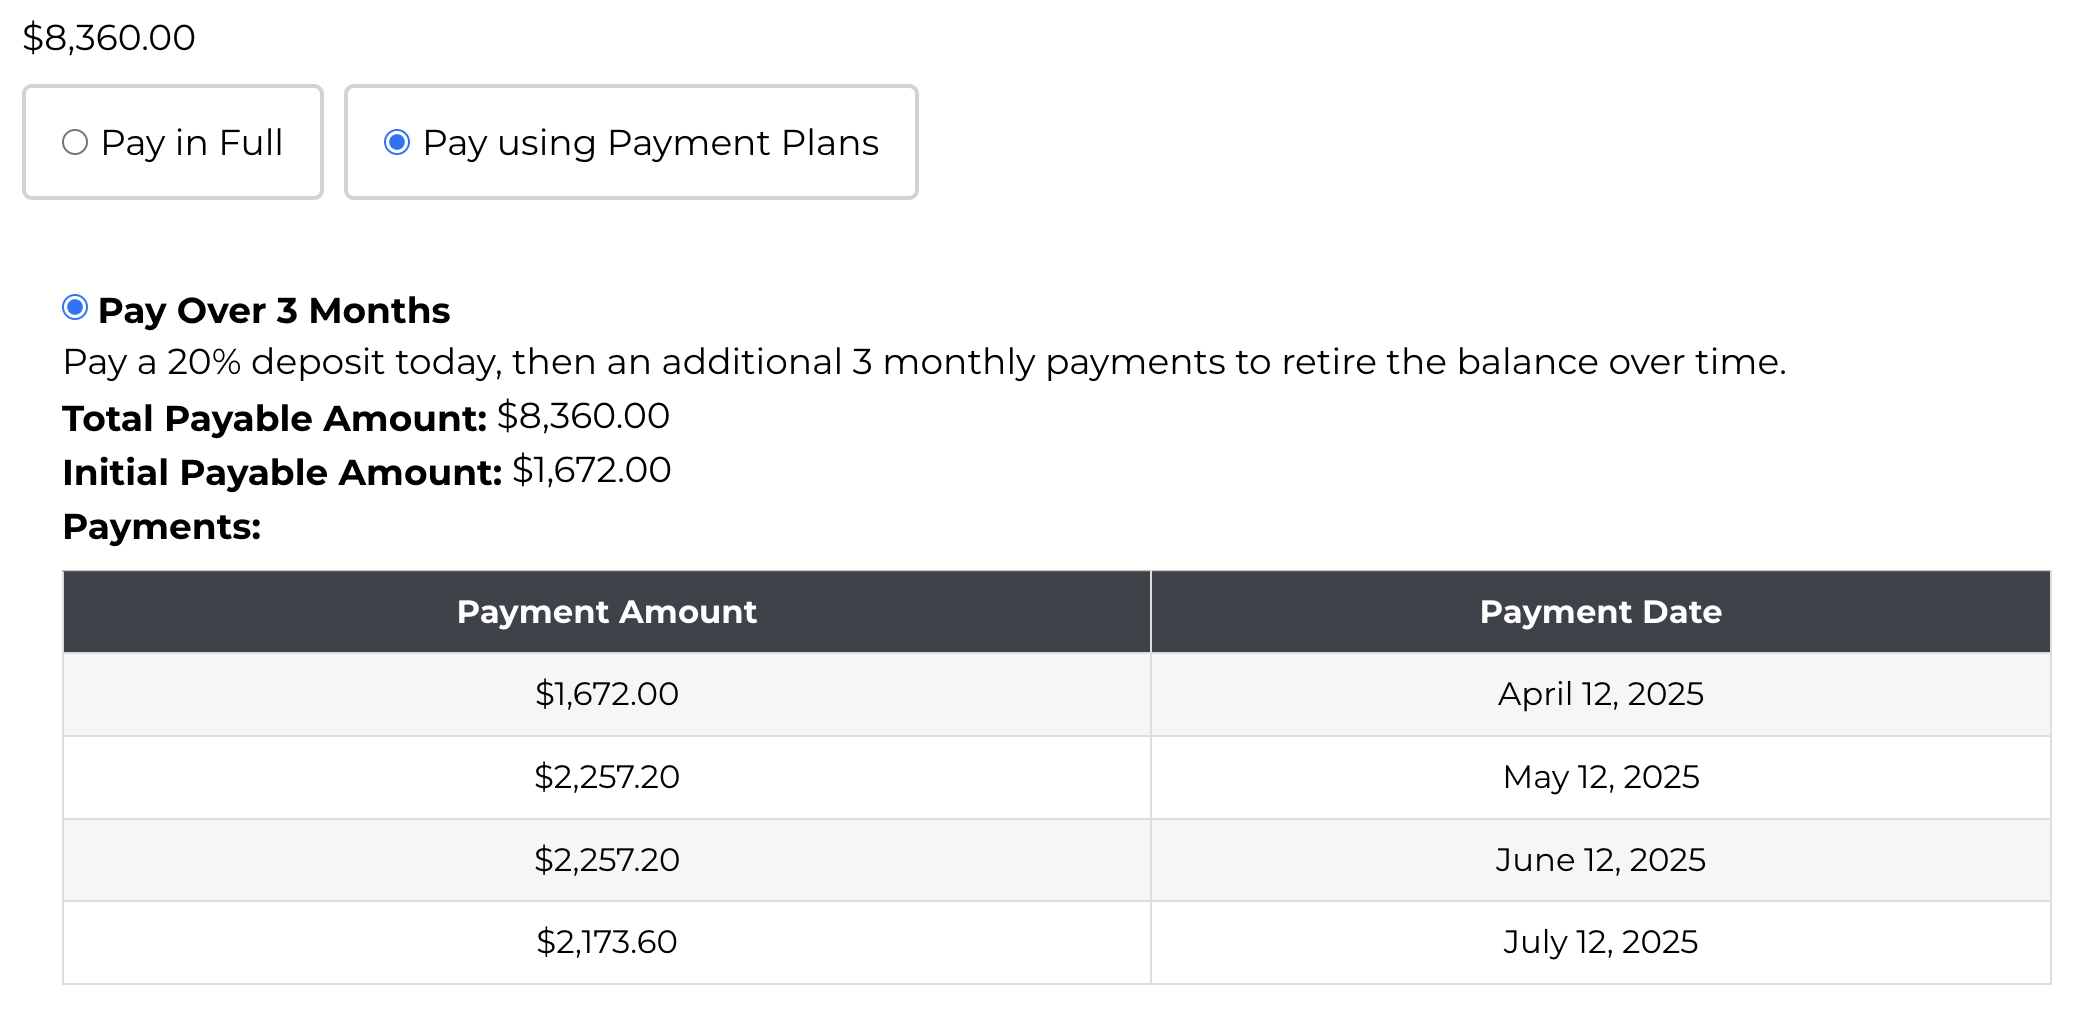 $8,360.00
Pay in Full Pay using Payment Plans
Pay Over 3 Months
Pay a 20% deposit today, then an additional 3 monthly payments to retire the balance over time.
Total Payable Amount: $8,360.00
Initial Payable Amount: $1,672.00
Payments:
Payment Amount Payment Date
$1,672.00 April 12, 2025
$2,257.20 May 12, 2025
$2,257.20 June 12, 2025
$2,173.60 July 12, 2025